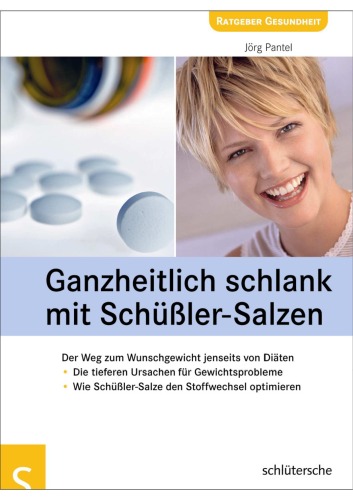 Ratgeber Gesundheit
Jörg Pantel
Ganzheitlich schlank
mit Schüßler-Salzen
Der Weg zum Wunschgewicht jenseits von Diäten
• Die tieferen Ursachen für Gewichtsprobleme
• Wie Schüßler-Salze den Stoffwechsel optimieren
S
schlütersche